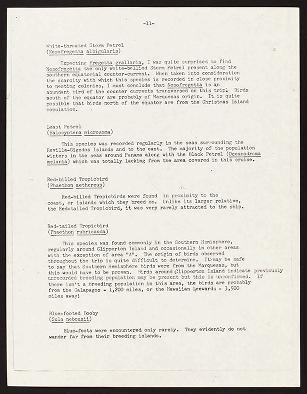 -11-
White-throated Storm Petrel
(Nesofregetta albigularis)
Expecting Fregetta grallaria, I was quite surprised to find
Nesofregetta the only white-bellied Storm Petrel present along the
southern equatorial counter-current. When taken into consideration
the scarcity with which this species is recorded in close proximity
to nesting colonies, I must conclude that Nesofregetta is an
abundant bird of the counter currents traversed on this trip. Birds
south of the equator are probably of Marquesas origin. It is quite
possible that birds north of the equator are from the Christmas Island
population.
Least Petrel
(Halocyptena microsoma)
This species was recorded regularly in the seas surrounding the
Revilla-Gigedos Islands and to the east. The majority of the population
winters in the seas around Panama along with the Black Petrel (Oceanodroma
melania) which was totally lacking from the area covered in this cruise.
Red-billed Tropicbird
(Phaethon aethereus)
Red-billed Tropicbirds were found in proximity to the
coast, or islands which they breed on. Unlike its larger relative,
the Red-tailed Tropicbird, it was very rarely attracted to the ship.
Red-tailed Tropicbird
(Phaethon rubricauda)
This species was found commonly in the Southern Hemisphere,
regularly around Clipperton Island and occasionally in other areas
with the exception of area "A". The origin of birds observed
throughout the trip is quite difficult to determine. It may be safe
to say that Southern Hemisphere birds were from the Marquesas, but
this would have to be proven. Birds around Clipperton Island indicate previously
unrecorded breeding population may be present but this is unconfirmed. If
there isn't a breeding population in this area, the birds are probably
from the Galapagos - 1,200 miles, or the Hawaiian Leewards - 3,500
miles away!
Blue-footed Booby
(Sula nebouxii)
Blue-foots were encountered only rarely. They evidently do not
wander far from their breeding islands.